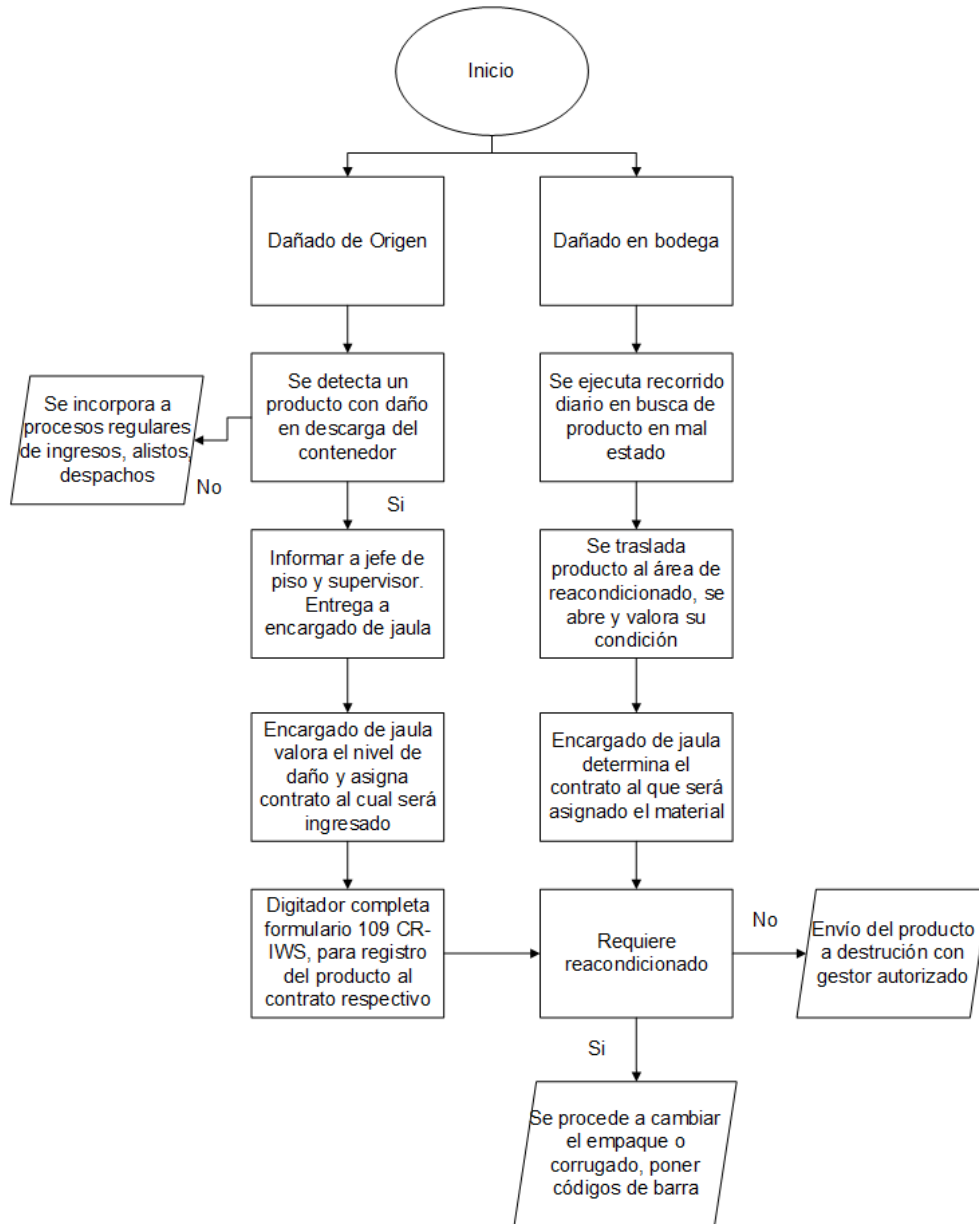 Inicio
Dañado de Origen
Dañado en bodega
Se detecta un
producto con daño
en descarga del
contenedor
Se ejecuta recorrido
diario en busca de
producto en mal
estado
Se incorpora a
procesos regulares
de ingresos, alistos,
despachos
No
Si
Informar a jefe de
piso y supervisor.
Entrega a
encargado de jaula
Se traslada
producto al área de
reacondicionado, se
abre y valora su
condición
Encargado de jaula
valora el nivel de
daño y asigna
contrato al cual será
ingresado
Encargado de jaula
determina el
contrato al que será
asignado el material
Digitador completa
formulario 109 CR-
IWS, para registro
del producto al
contrato respectivo
Requiere
reacondicionado
No
Envío del producto
a destrución con
gestor autorizado
Si
Se procede a cambiar
el empaque o
corrugado, poner
códigos de barra